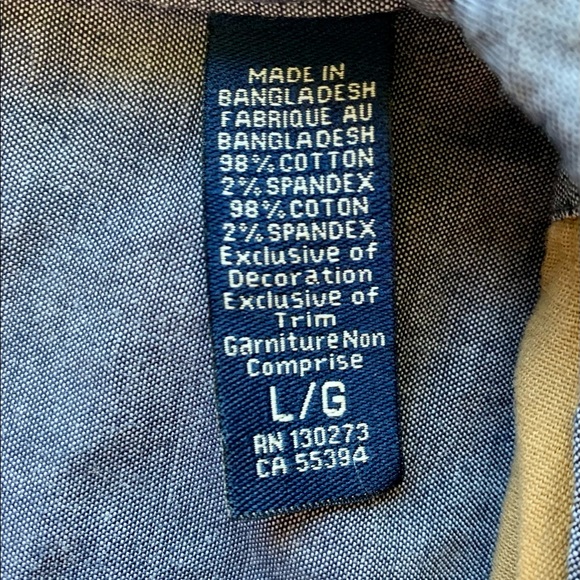 MADE IN
BANGLADESH
FABRIQUE AU
BANGLADESH
98% COTTON
2% SPANDEX
98% COTON
2% SPANDEX
Exclusive of
Decoration
Exclusive of
Trim
Garniture Non
Comprise
L/G
RN 130273
CA 55394